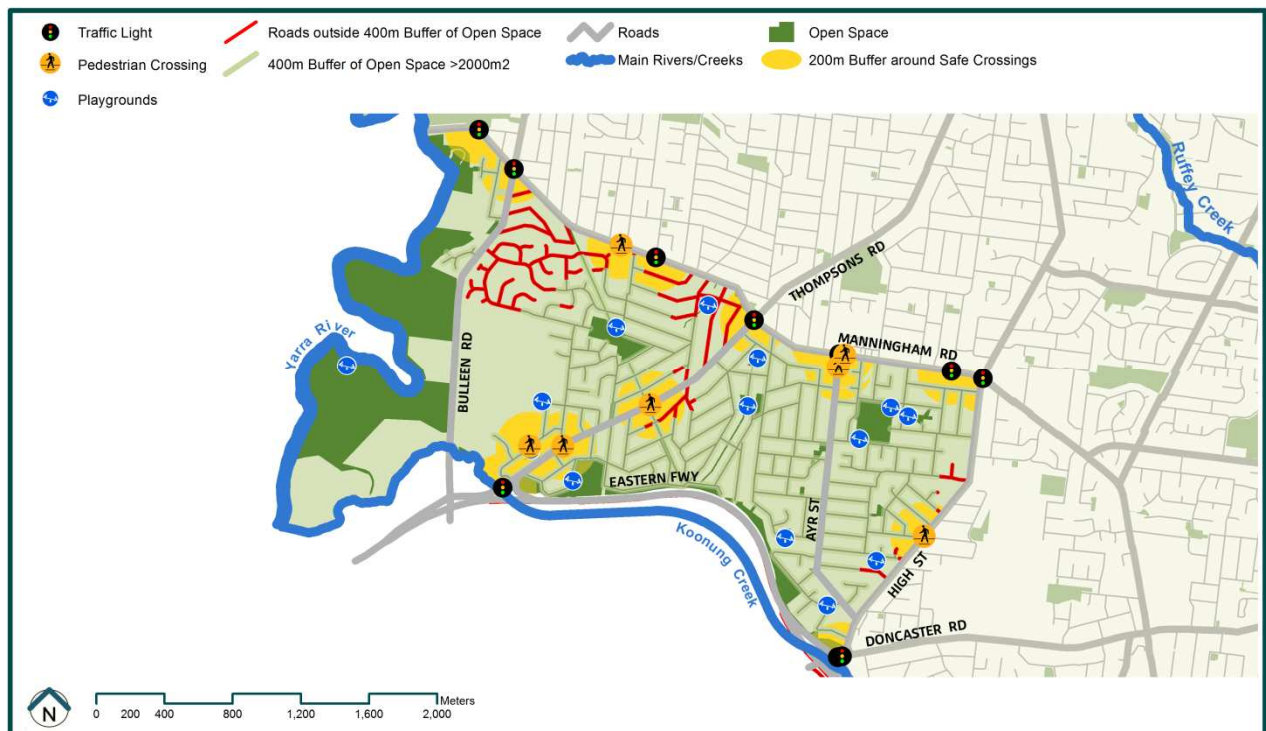 Traffic Light
Roads outside 400m Buffer of Open Space
Roads
Open Space
Pedestrian Crossing
400m Buffer of Open Space >2000m2
Main Rivers/Creeks
200m Buffer around Safe Crossings
Playgrounds
Ruffey Creek
THOMPSONS RD
Yarra River
MANNINGHAM RD
BULLEEN RD
EASTERN FWY
AYR ST
Koonung Creek
HIGH ST
DONCASTER RD
N
Meters
0 200 400 800 1,200 1,600 2,000